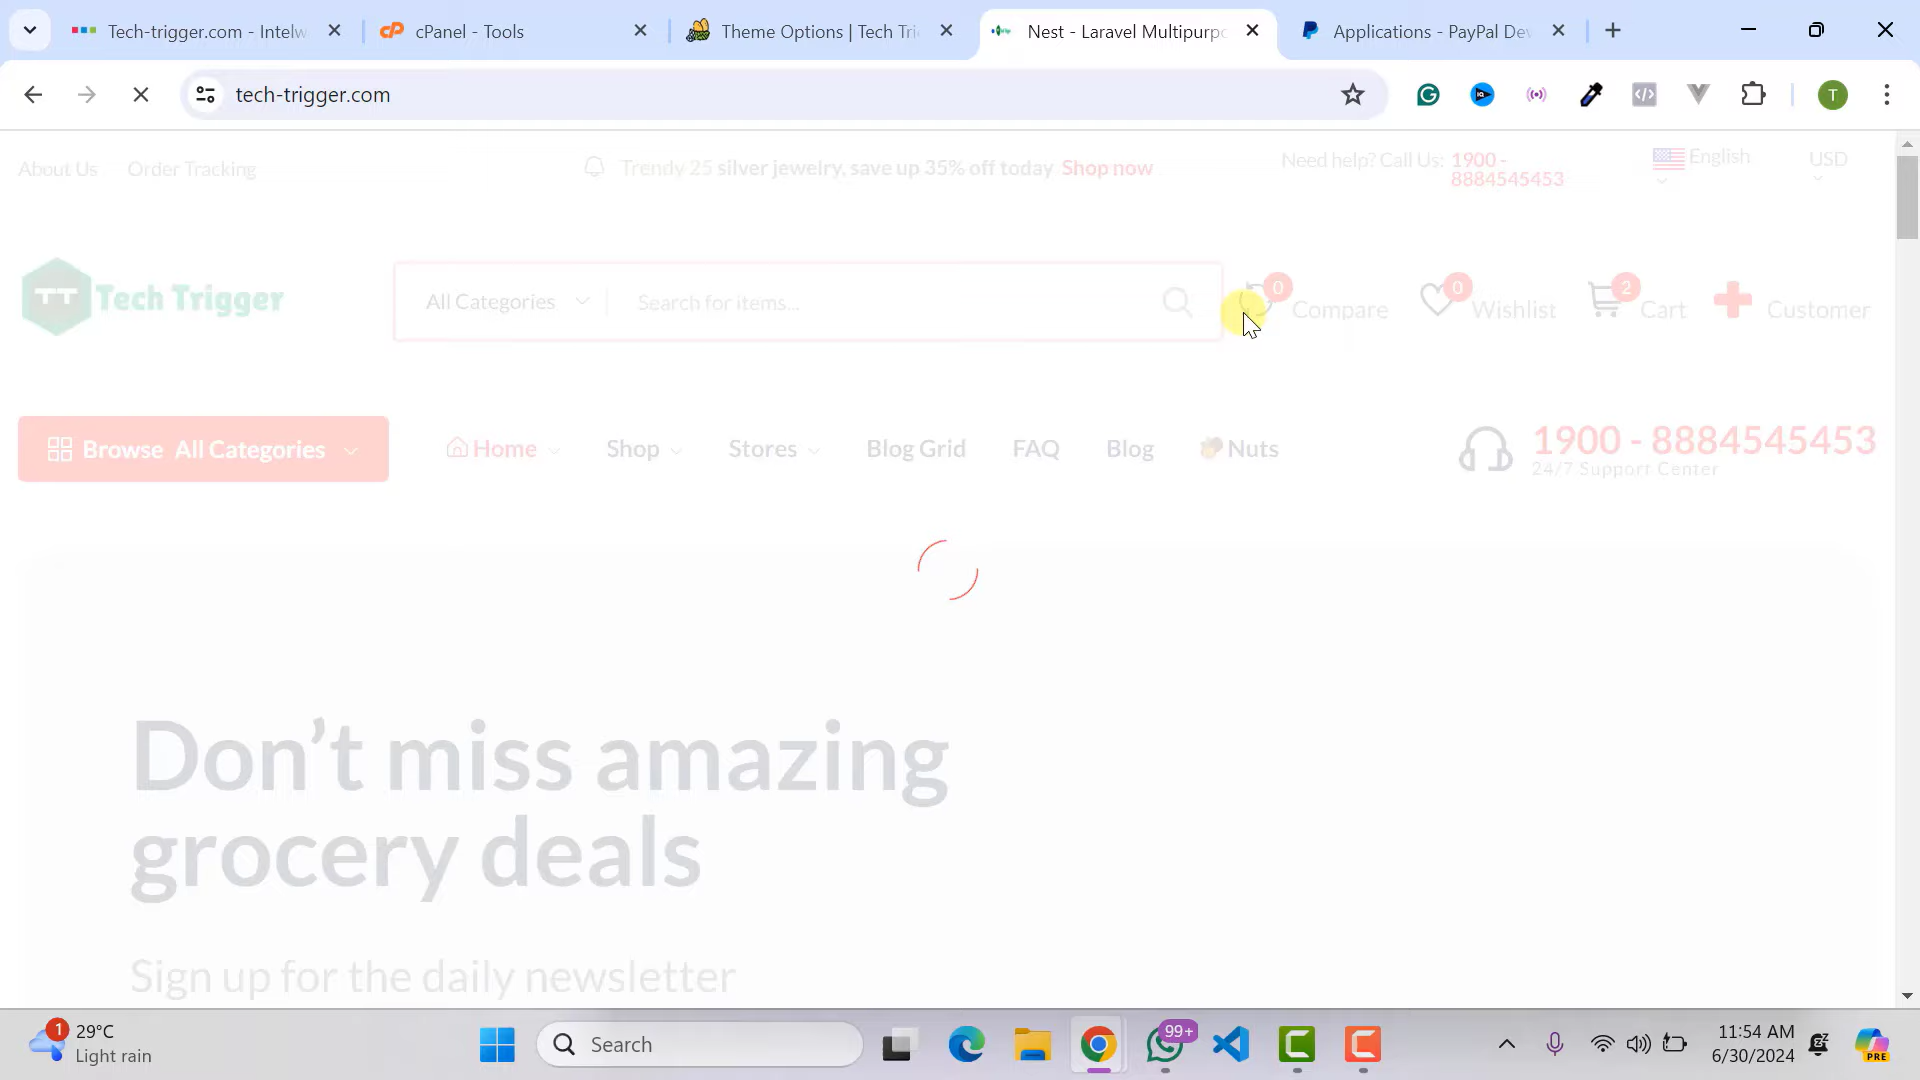 Tech-trigger.com - Intelw
cPanel - Tools
Theme Options | Tech Tri
Nest - Laravel Multipurpo
Applications - PayPal Dev
tech-trigger.com
T
About Us
Order Tracking
Trendy 25 silver jewelry, save up 35% off today Shop now
Need help? Call Us: 1900 -
8884545453
English
USD
TT Tech Trigger
All Categories
Search for items...
0
Compare
0
Wishlist
2
Cart
Customer
Browse All Categories
Home
Shop
Stores
Blog Grid
FAQ
Blog
Nuts
1900 - 8884545453
24/7 Support Center
Don’t miss amazing
grocery deals
Sign up for the daily newsletter
1
29°C
Light rain
Search
99+
11:54 AM
6/30/2024
PRE